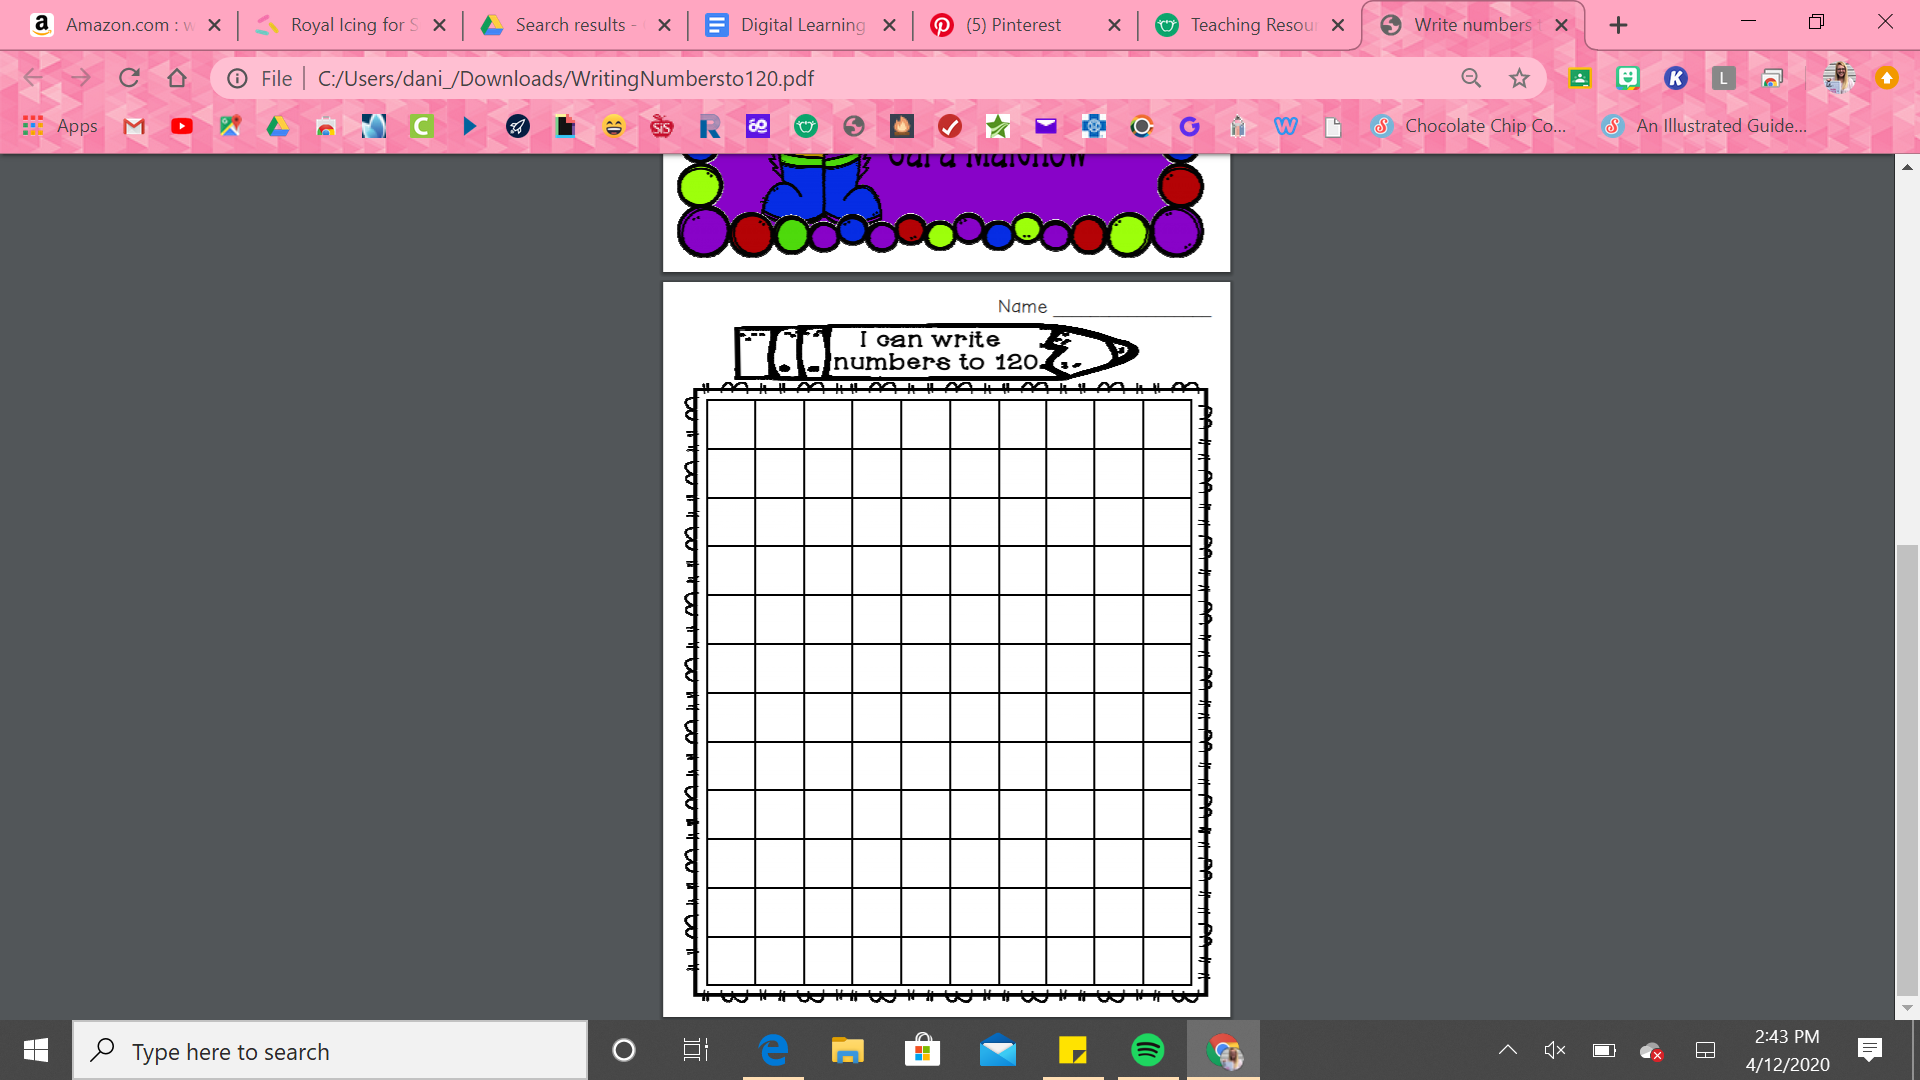 Amazon.com : w
Royal Icing for S
Search results -
Digital Learning
(5) Pinterest
Teaching Resour
Write numbers
File
C:/Users/dani_/Downloads/WritingNumbersto120.pdf
Apps
Chocolate Chip Co...
An Illustrated Guide...
Name
I can write
numbers to 120
Type here to search
2:43 PM
4/12/2020